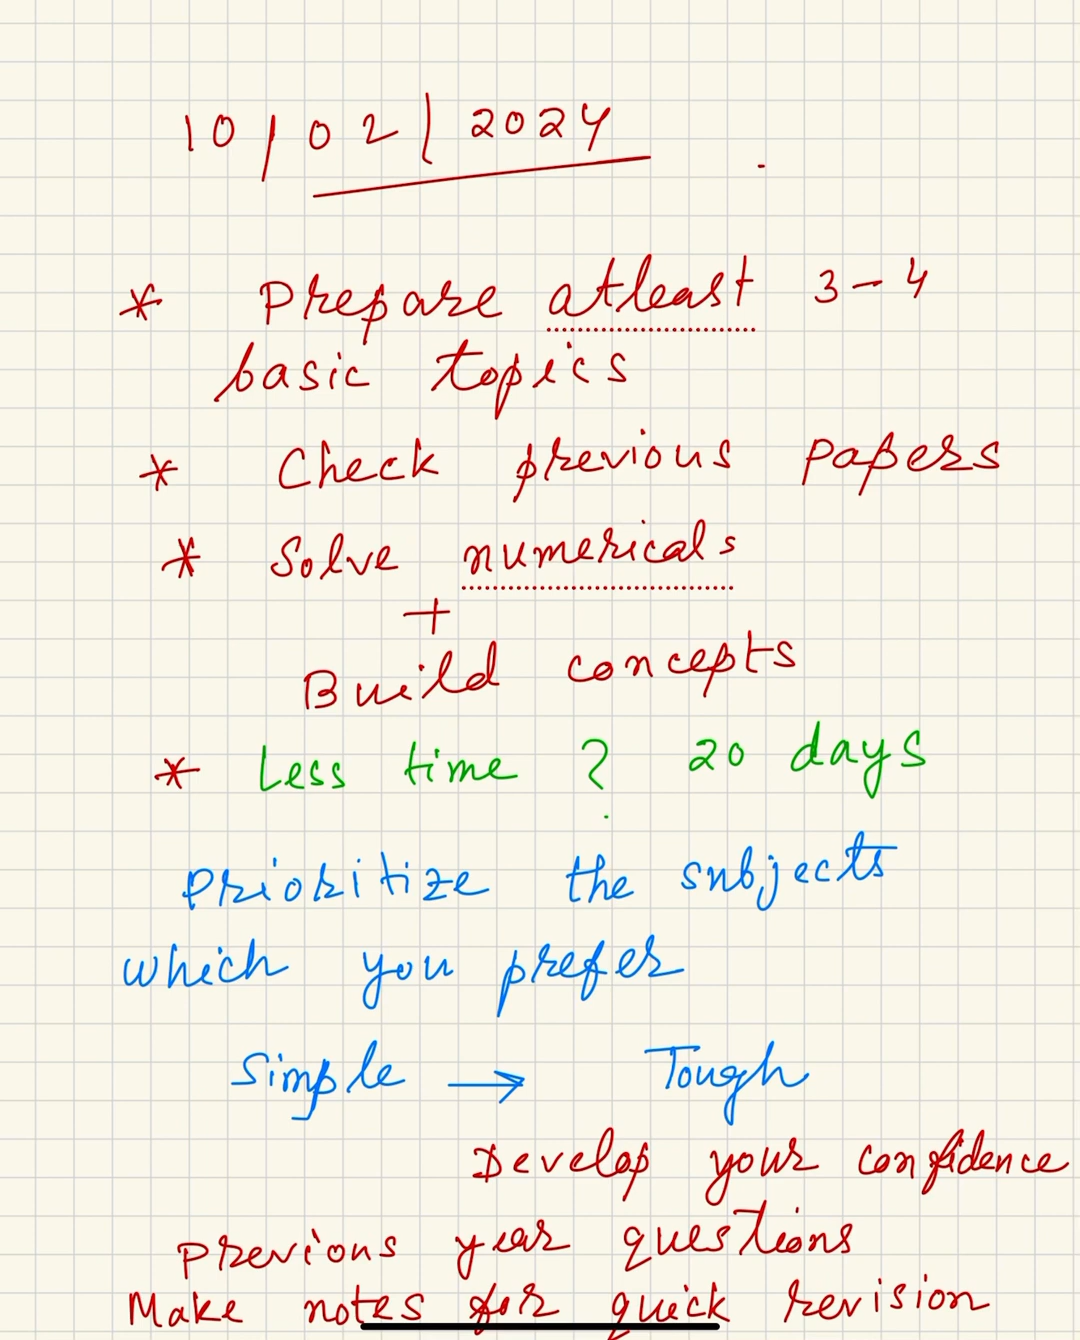 10/02/2024
* Prepare atleast 3-4
basic topics
* Check previous papers
* Solve numericals
+
Build concepts
* Less time ? 20 days
Prioritize the subjects
which you prefer
Simple → Tough
Develop your confidence
Previous year questions
Make notes for quick revision